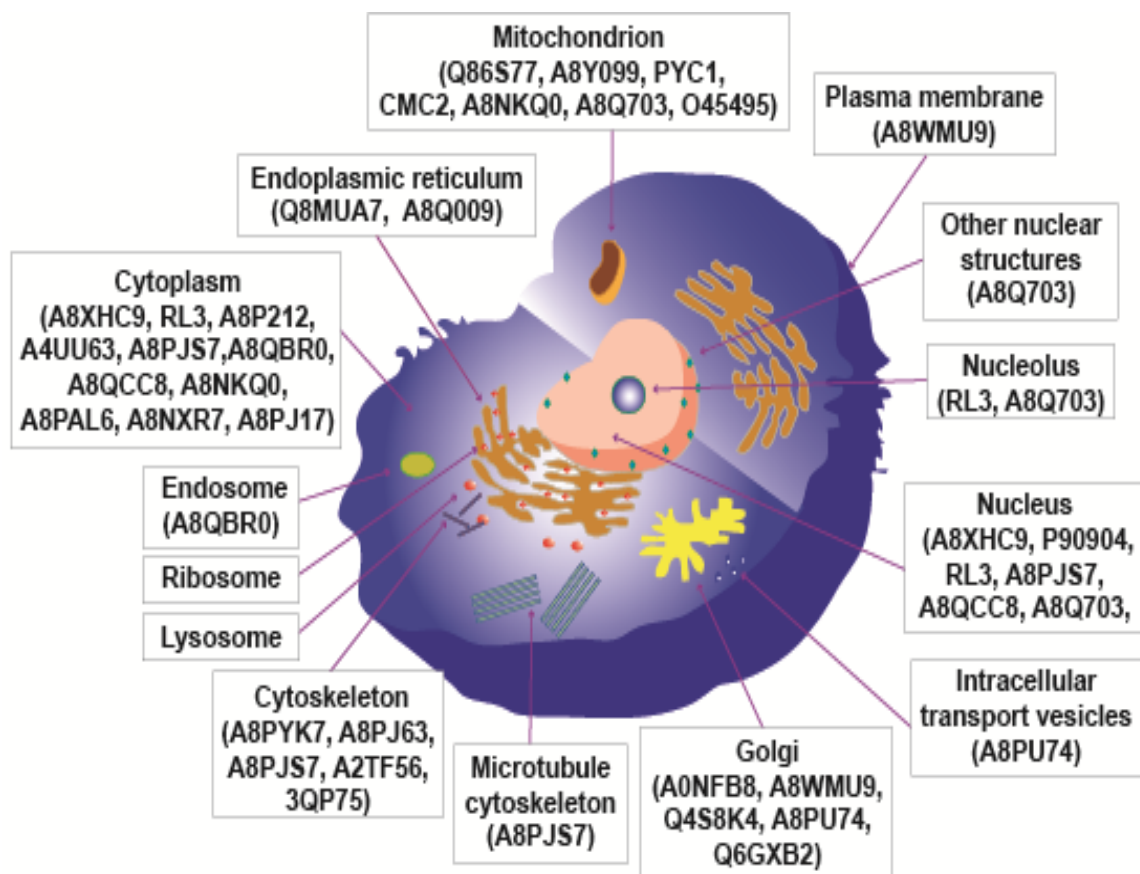 Mitochondrion
(Q86S77, A8Y099, PYC1,
CMC2, A8NKQ0, A8Q703, O45495)
Plasma membrane
(A8WMU9)
Endoplasmic reticulum
(Q8MUA7, A8Q009)
Other nuclear
structures
(A8Q703)
Cytoplasm
(A8XHC9, RL3, A8P212,
A4UU63, A8PJS7,A8QBR0,
A8QCC8, A8NKQ0,
A8PAL6, A8NXR7, A8PJ17)
Nucleolus
(RL3, A8Q703)
Endosome
(A8QBR0)
Ribosome
Lysosome
Nucleus
(A8XHC9, P90904,
RL3, A8PJS7,
A8QCC8, A8Q703,
Cytoskeleton
(A8PYK7, A8PJ63,
A8PJS7, A2TF56,
3QP75)
Microtubule
cytoskeleton
(A8PJS7)
Golgi
(A0NFB8, A8WMU9,
Q4S8K4, A8PU74,
Q6GXB2)
Intracellular
transport vesicles
(A8PU74)